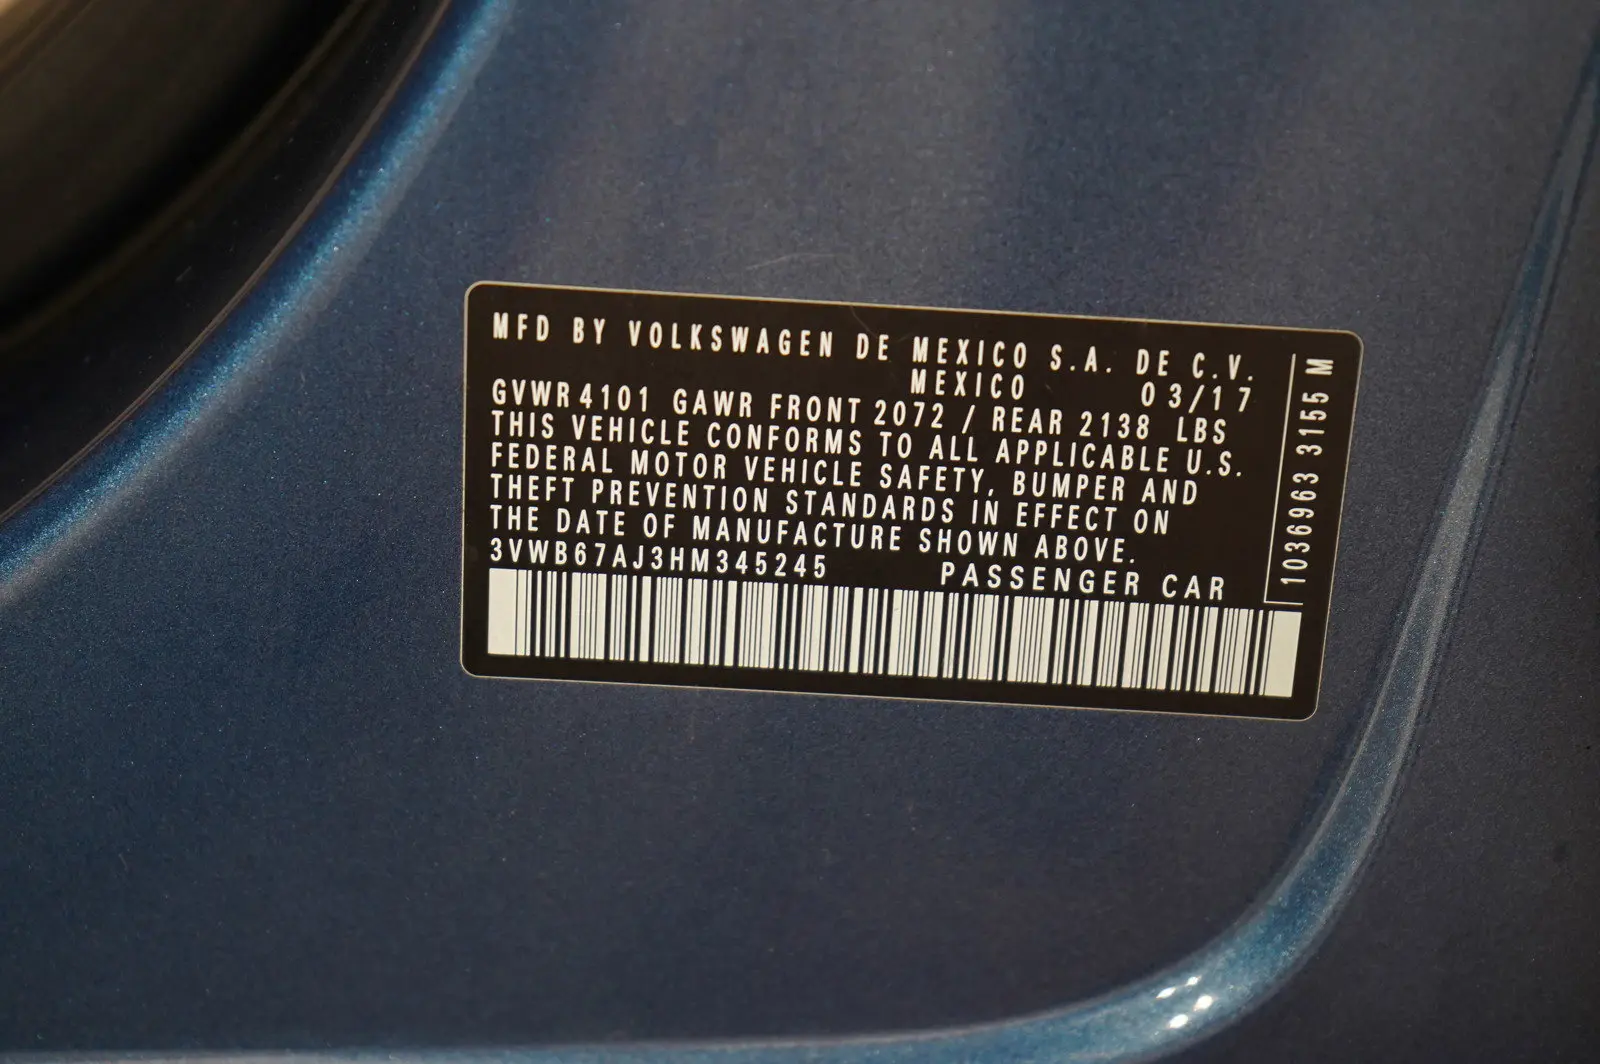 MFD BY VOLKSWAGEN DE MEXICO S.A. DE C.V.
MEXICO 03/17
GVWR 4101 GAWR FRONT 2072 / REAR 2138 LBS
THIS VEHICLE CONFORMS TO ALL APPLICABLE U.S.
FEDERAL MOTOR VEHICLE SAFETY, BUMPER AND
THEFT PREVENTION STANDARDS IN EFFECT ON
THE DATE OF MANUFACTURE SHOWN ABOVE.
3VWB67AJ3HM345245 PASSENGER CAR
1036963 3155 M